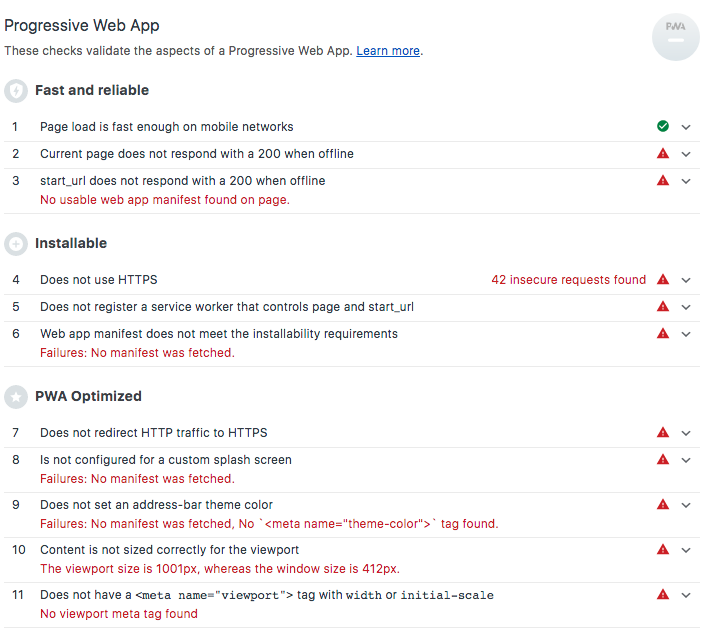 Progressive Web App
PWA
These checks validate the aspects of a Progressive Web App. Learn more.
Fast and reliable
1 Page load is fast enough on mobile networks
2 Current page does not respond with a 200 when offline
3 start_url does not respond with a 200 when offline
No usable web app manifest found on page.
Installable
4 Does not use HTTPS 42 insecure requests found
5 Does not register a service worker that controls page and start_url
6 Web app manifest does not meet the installability requirements
Failures: No manifest was fetched.
PWA Optimized
7 Does not redirect HTTP traffic to HTTPS
8 Is not configured for a custom splash screen
Failures: No manifest was fetched.
9 Does not set an address-bar theme color
Failures: No manifest was fetched, No `<meta name="theme-color">` tag found.
10 Content is not sized correctly for the viewport
The viewport size is 1001px, whereas the window size is 412px.
11 Does not have a <meta name="viewport"> tag with width or initial-scale
No viewport meta tag found